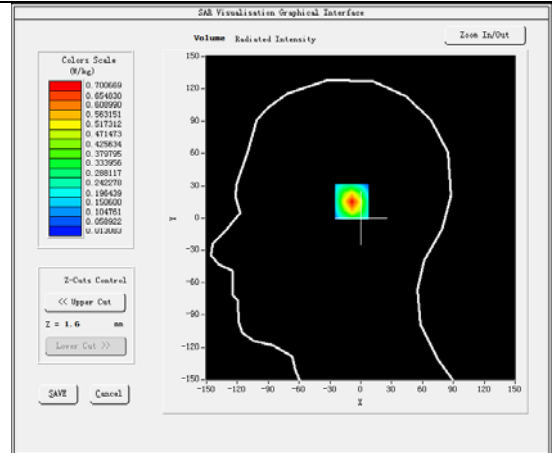 SAR Visualisation Graphical Interface
Volume Radiated Intensity
Zoom In/Out
Colors Scale
(W/kg)
0.700669
0.654830
0.608990
0.563151
0.517312
0.471473
0.425634
0.379795
0.333956
0.288117
0.242278
0.196439
0.150600
0.104761
0.058922
0.013083
Z-Cuts Control
<< Upper Cut
Z = 1.6 mm
Lower Cut >>
SAVE
Cancel
150
120
90
60
30
0
-30
-60
-90
-120
-150
Y
-150 -120 -90 -60 -30 0 30 60 90 120 150
X